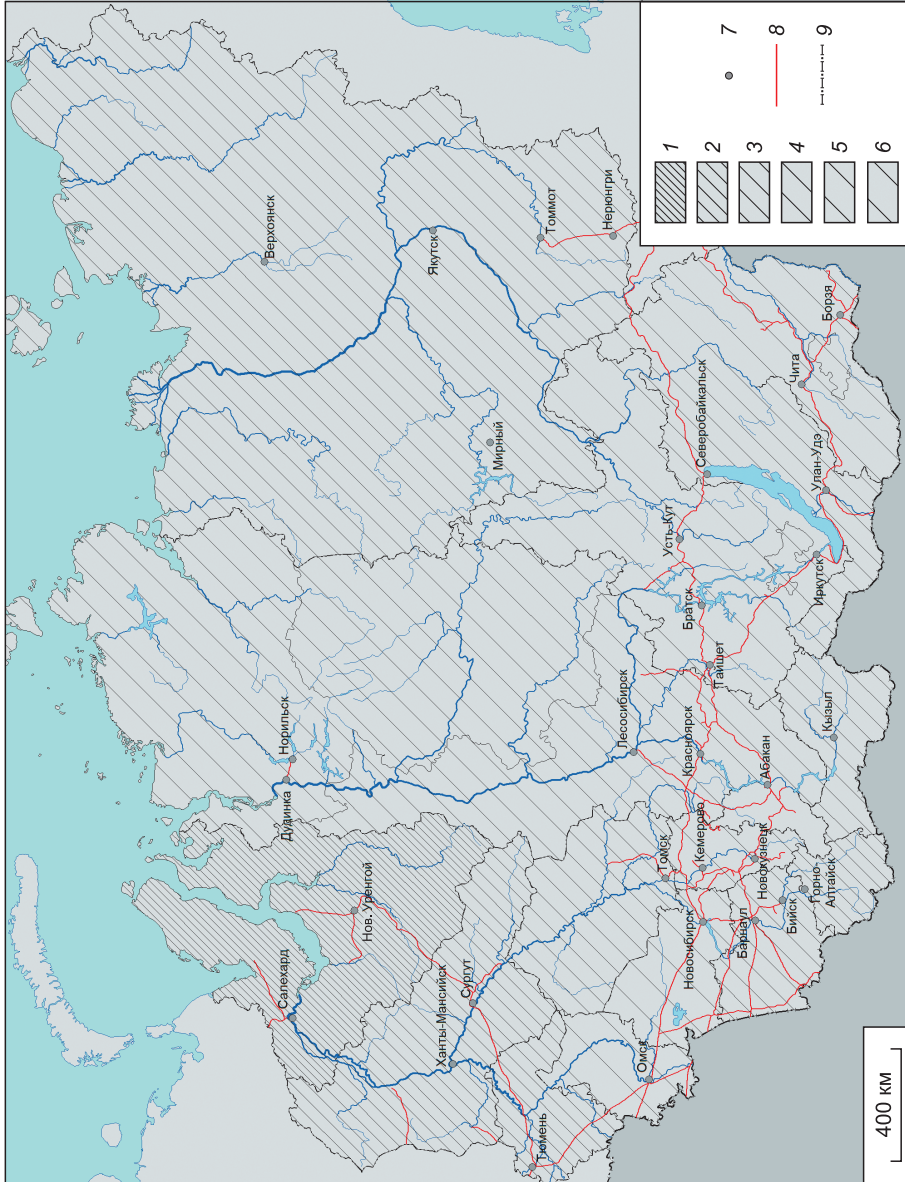 Верхоянск
Якутск
Томмот
Нерюнгри
Мирный
Северобайкальск
Чита
Борзя
Улан-Удэ
Усть-Кут
Братск
Иркутск
Тайшет
Норильск
Дудинка
Лесосибирск
Красноярск
Абакан
Кызыл
Томск
Кемерово
Новокузнецк
Новосибирск
Барнаул
Бийск
Горно-
Алтайск
Нов. Уренгой
Салехард
Сургут
Ханты-Мансийск
Омск
Тюмень
1
2
3
4
5
6
7
8
9
400 км